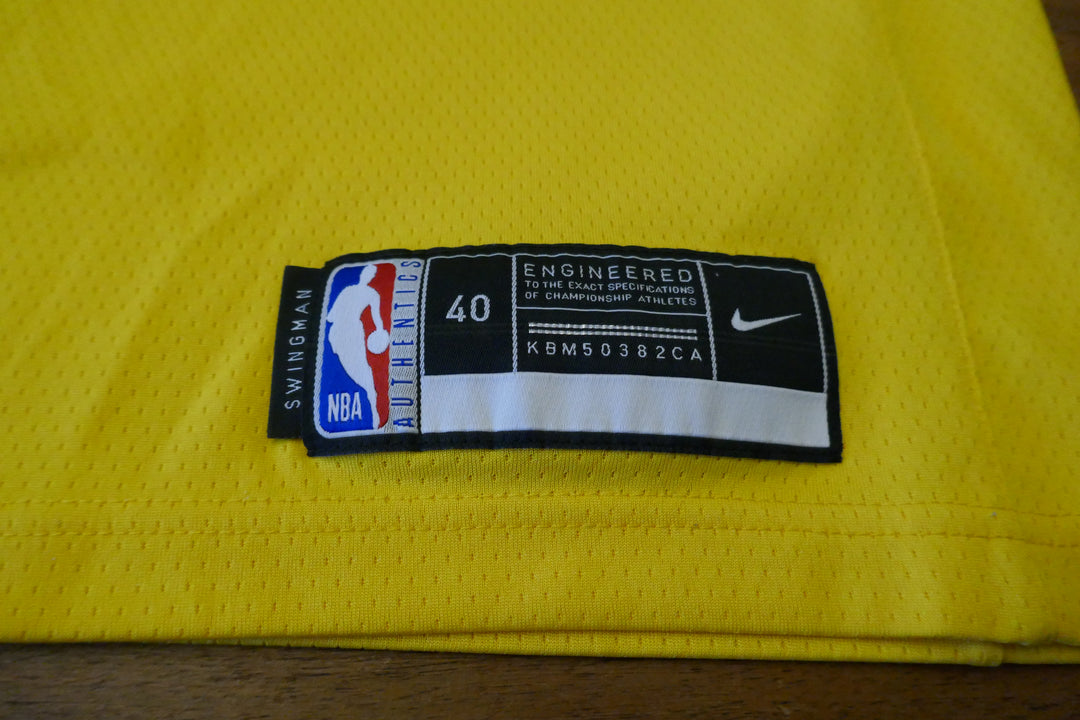 SWINGMAN
NBA
AUTHENTICS
40
ENGINEERED
TO THE EXACT SPECIFICATIONS
OF CHAMPIONSHIP ATHLETES
KBM50382CA